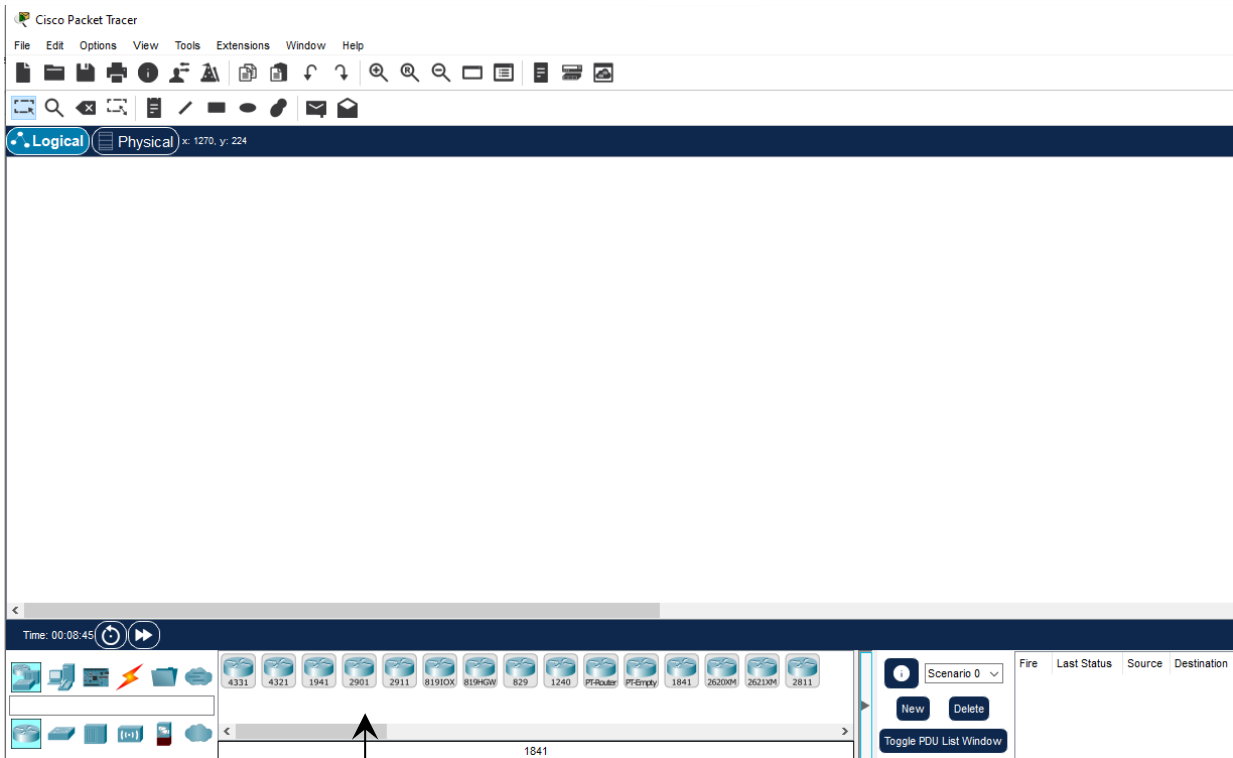 Cisco Packet Tracer
File Edit Options View Tools Extensions Window Help
Logical Physical x: 1270, y: 224
Time: 00:08:45
4331 4321 1941 2901 2911 819IOX 819HGW 829 1240 PT-Router PT-Empty 1841 2620XM 2621XM 2811
1841
Scenario 0
New Delete
Toggle PDU List Window
Fire Last Status Source Destination